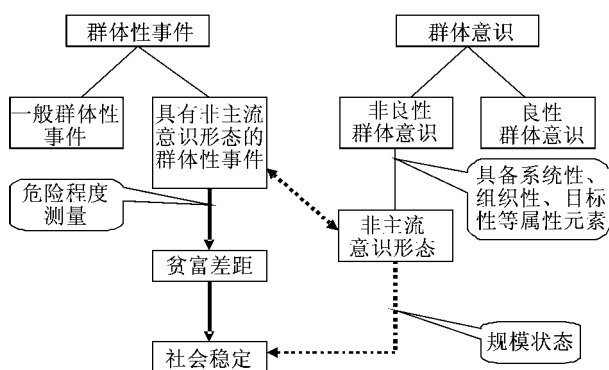 群体性事件
群体意识
一般群体性
事件
具有非主流
意识形态的
群体性事件
非良性
群体意识
良性
群体意识
危险程度
测量
具备系统性、
组织性、目标
性等属性元素
非主流
意识形态
贫富差距
规模状态
社会稳定